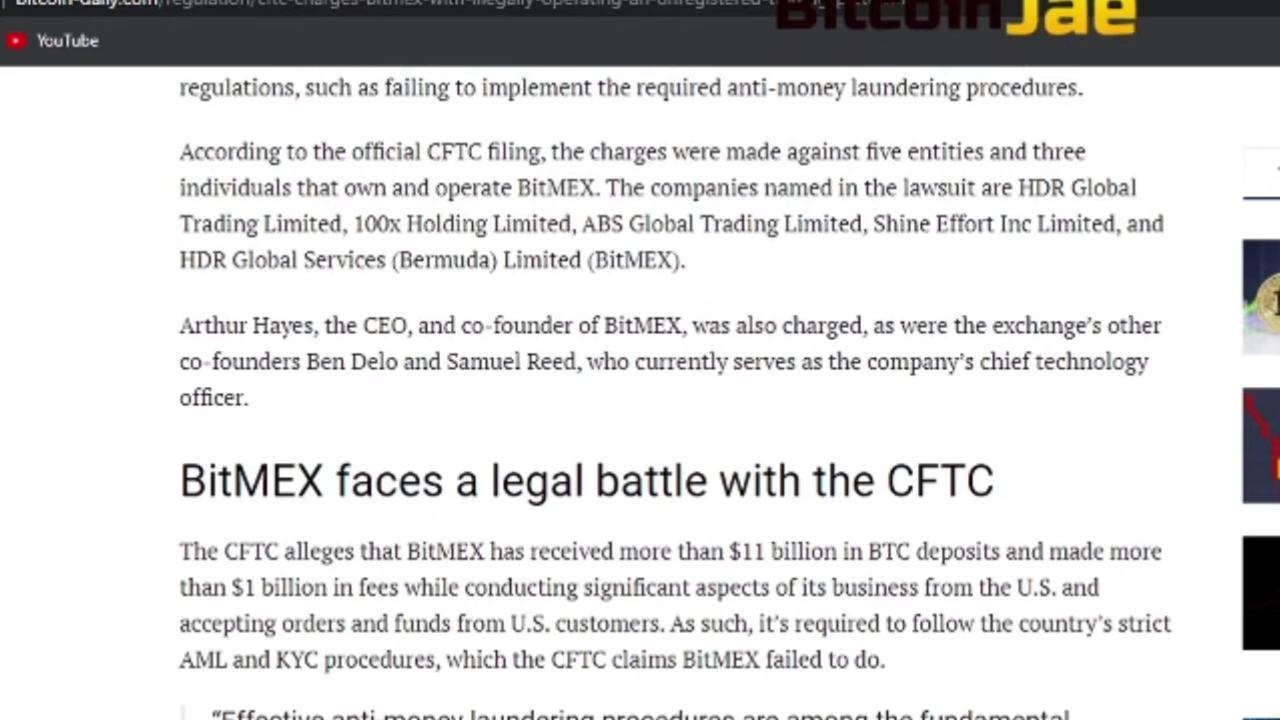 bitcoin-daily.com/regulation/cftc-charges-bitmex-with-illegally-operating-an-unregistered-
BitcoinJae
YouTube
regulations, such as failing to implement the required anti-money laundering procedures.
According to the official CFTC filing, the charges were made against five entities and three
individuals that own and operate BitMEX. The companies named in the lawsuit are HDR Global
Trading Limited, 100x Holding Limited, ABS Global Trading Limited, Shine Effort Inc Limited, and
HDR Global Services (Bermuda) Limited (BitMEX).
Arthur Hayes, the CEO, and co-founder of BitMEX, was also charged, as were the exchange’s other
co-founders Ben Delo and Samuel Reed, who currently serves as the company’s chief technology
officer.
BitMEX faces a legal battle with the CFTC
The CFTC alleges that BitMEX has received more than $11 billion in BTC deposits and made more
than $1 billion in fees while conducting significant aspects of its business from the U.S. and
accepting orders and funds from U.S. customers. As such, it’s required to follow the country’s strict
AML and KYC procedures, which the CFTC claims BitMEX failed to do.
“Effective anti-money laundering procedures are among the fundamental